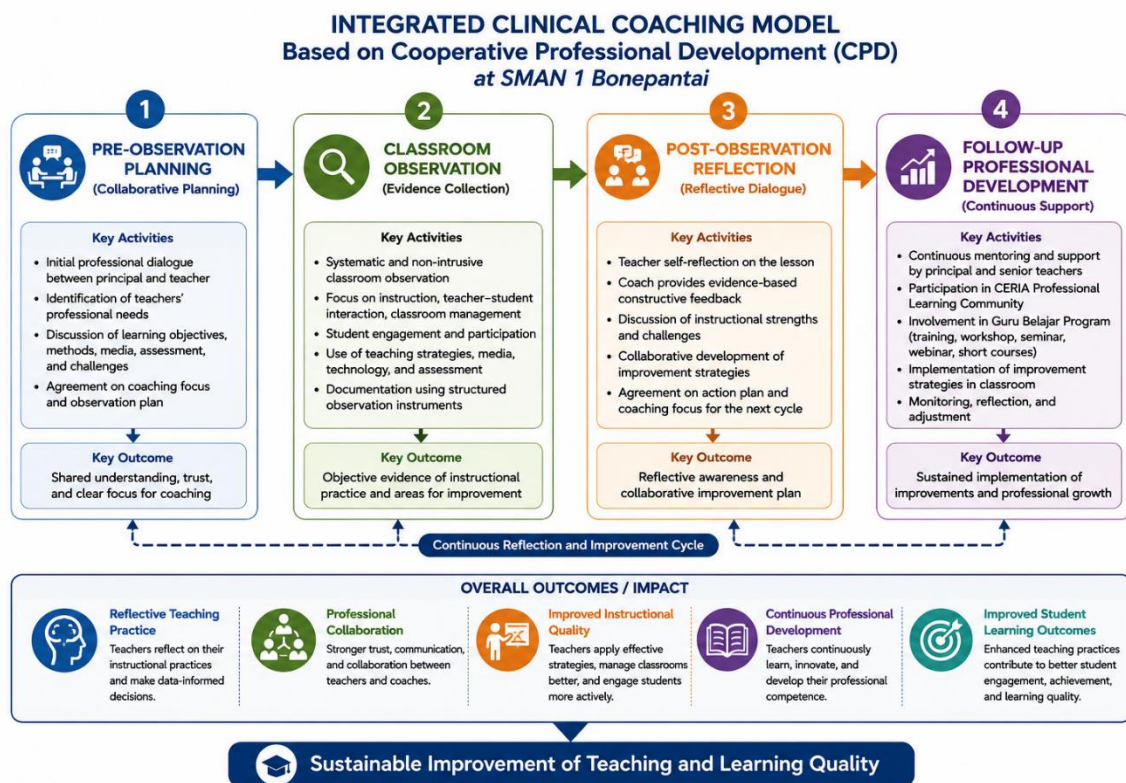 INTEGRATED CLINICAL COACHING MODEL
Based on Cooperative Professional Development (CPD)
at SMAN 1 Bonepantai
1
PRE-OBSERVATION
PLANNING
(Collaborative Planning)
Key Activities
• Initial professional dialogue
between principal and teacher
• Identification of teachers'
professional needs
• Discussion of learning objectives,
methods, media, assessment,
and challenges
• Agreement on coaching focus
and observation plan
Key Outcome
Shared understanding, trust,
and clear focus for coaching
2
CLASSROOM
OBSERVATION
(Evidence Collection)
Key Activities
• Systematic and non-intrusive
classroom observation
• Focus on instruction, teacher–student
interaction, classroom management
• Student engagement and participation
• Use of teaching strategies, media,
technology, and assessment
• Documentation using structured
observation instruments
Key Outcome
Objective evidence of instructional
practice and areas for improvement
3
POST-OBSERVATION
REFLECTION
(Reflective Dialogue)
Key Activities
• Teacher self-reflection on the lesson
• Coach provides evidence-based
constructive feedback
• Discussion of instructional strengths
and challenges
• Collaborative development of
improvement strategies
• Agreement on action plan and
coaching focus for the next cycle
Key Outcome
Reflective awareness and
collaborative improvement plan
4
FOLLOW-UP
PROFESSIONAL
DEVELOPMENT
(Continuous Support)
Key Activities
• Continuous mentoring and support
by principal and senior teachers
• Participation in CERIA Professional
Learning Community
• Involvement in Guru Belajar Program
(training, workshop, seminar,
webinar, short courses)
• Implementation of improvement
strategies in classroom
• Monitoring, reflection, and
adjustment
Key Outcome
Sustained implementation of
improvements and professional growth
Continuous Reflection and Improvement Cycle
OVERALL OUTCOMES / IMPACT
Reflective Teaching
Practice
Teachers reflect on their
instructional practices
and make data-informed
decisions.
Professional
Collaboration
Stronger trust, communication,
and collaboration between
teachers and coaches.
Improved Instructional
Quality
Teachers apply effective
strategies, manage classrooms
better, and engage students
more actively.
Continuous Professional
Development
Teachers continuously
learn, innovate, and
develop their professional
competence.
Improved Student
Learning Outcomes
Enhanced teaching practices
contribute to better student
engagement, achievement,
and learning quality.
Sustainable Improvement of Teaching and Learning Quality